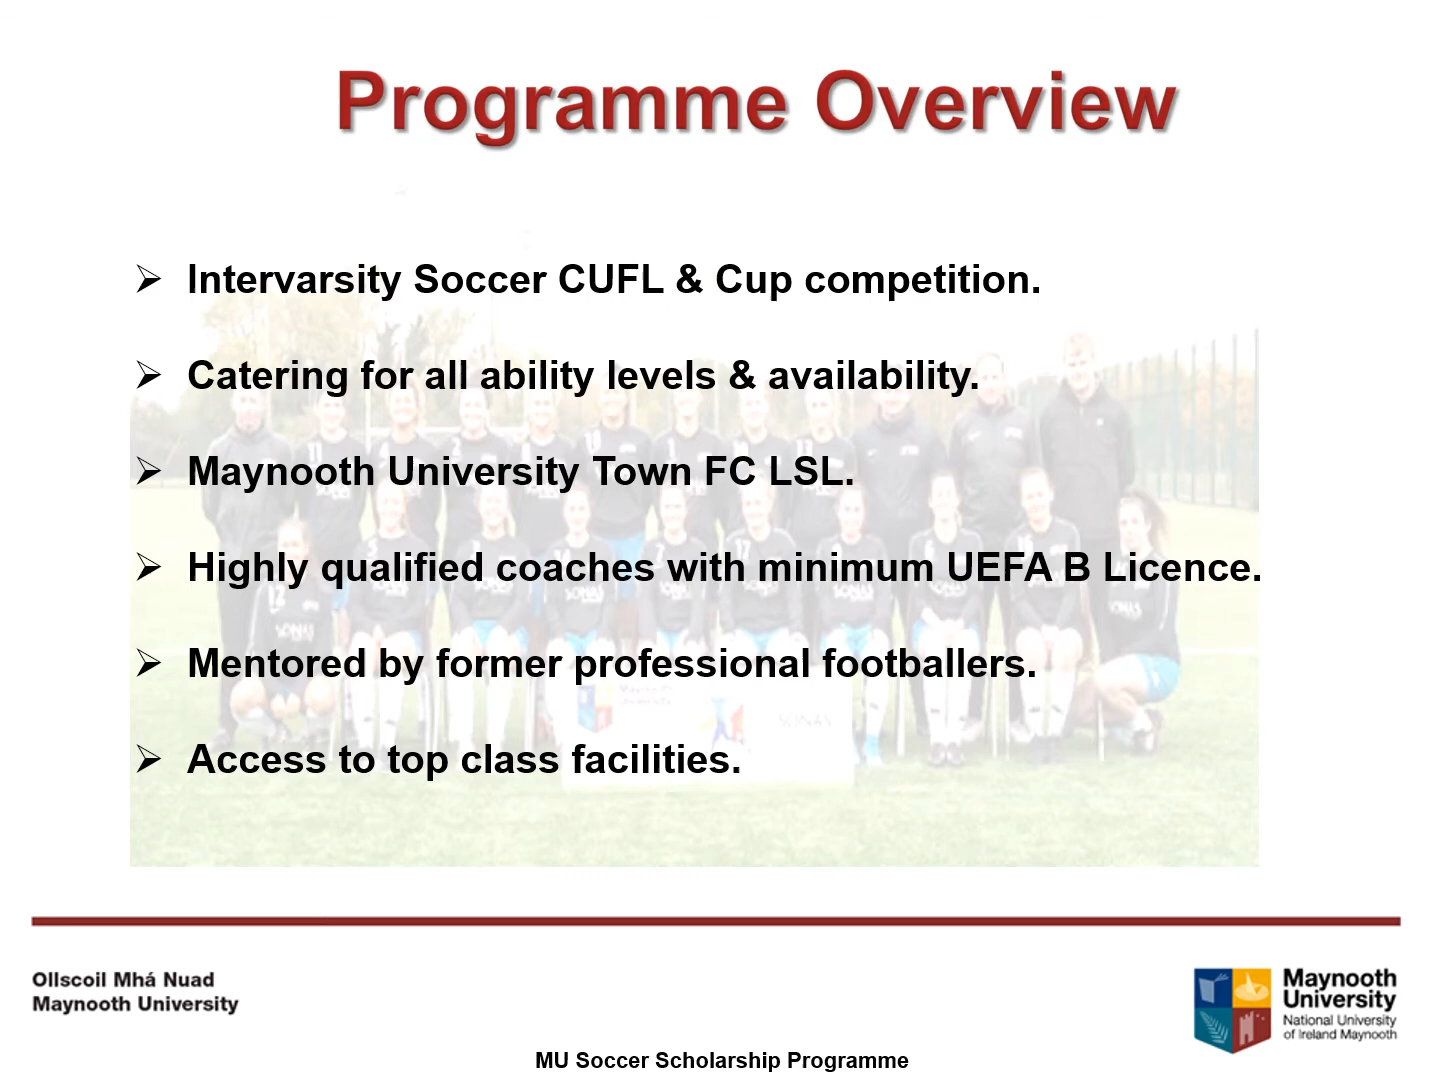 Programme Overview
Intervarsity Soccer CUFL & Cup competition.
Catering for all ability levels & availability.
Maynooth University Town FC LSL.
Highly qualified coaches with minimum UEFA B Licence.
Mentored by former professional footballers.
Access to top class facilities.
SONAS
Ollscoil Mhá Nuad
Maynooth University
Maynooth
University
National University
of Ireland Maynooth
MU Soccer Scholarship Programme